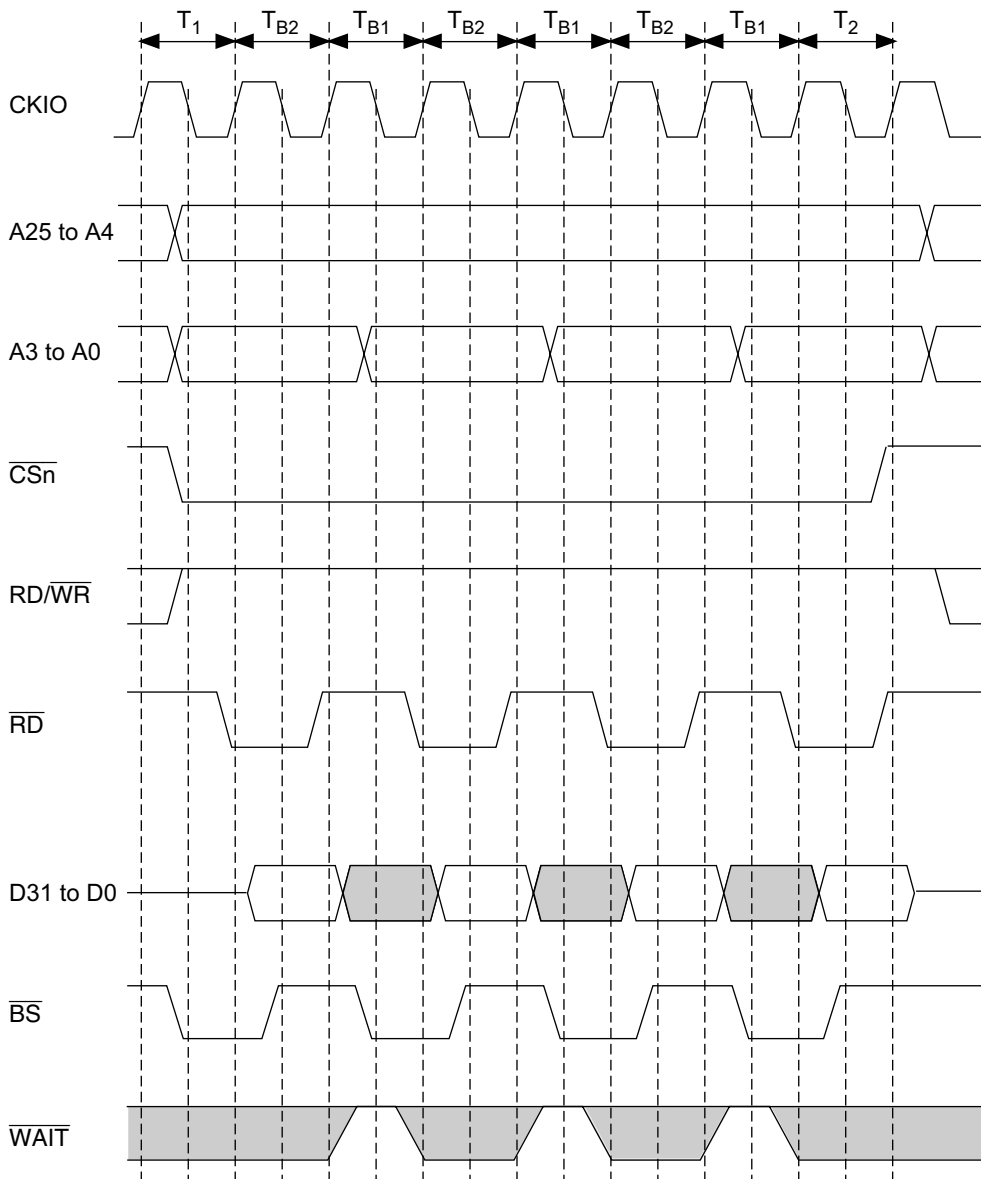 T1 TB2 TB1 TB2 TB1 TB2 TB1 T2
CKIO
A25 to A4
A3 to A0
CSn
RD/WR
RD
D31 to D0
BS
WAIT